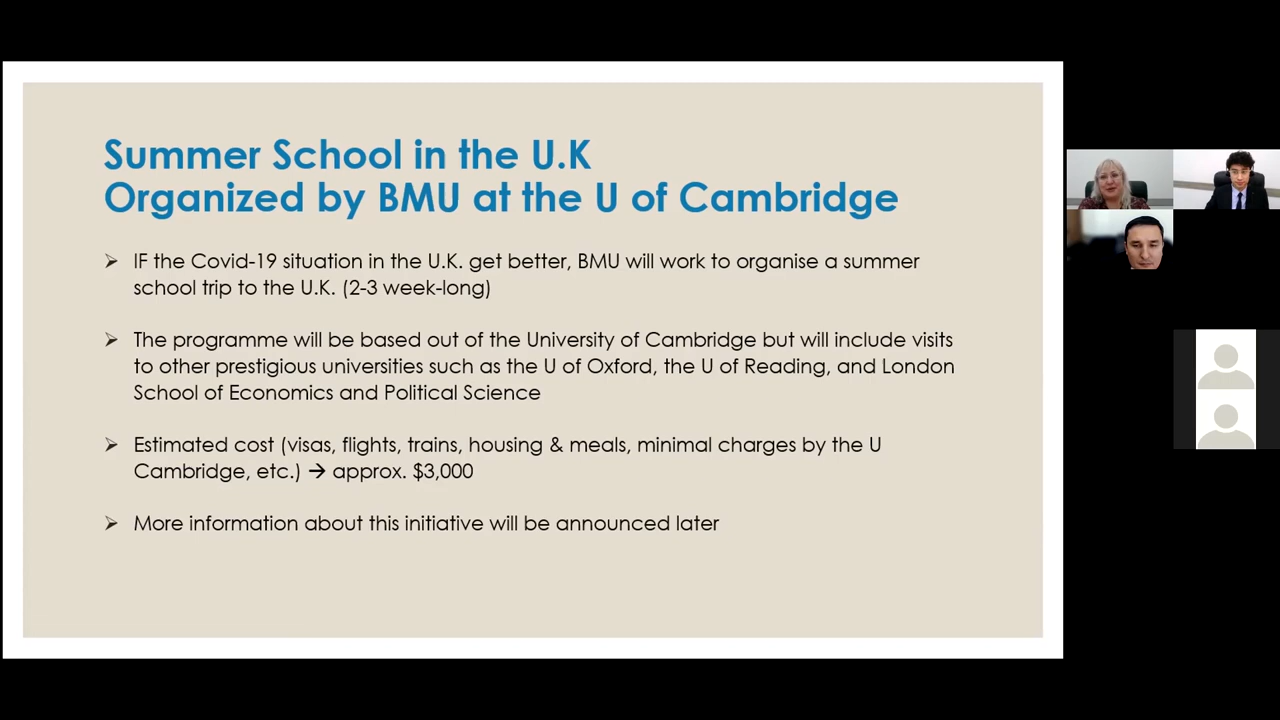 Summer School in the U.K
Organized by BMU at the U of Cambridge
➢ IF the Covid-19 situation in the U.K. get better, BMU will work to organise a summer
school trip to the U.K. (2-3 week-long)
➢ The programme will be based out of the University of Cambridge but will include visits
to other prestigious universities such as the U of Oxford, the U of Reading, and London
School of Economics and Political Science
➢ Estimated cost (visas, flights, trains, housing & meals, minimal charges by the U
Cambridge, etc.) → approx. $3,000
➢ More information about this initiative will be announced later